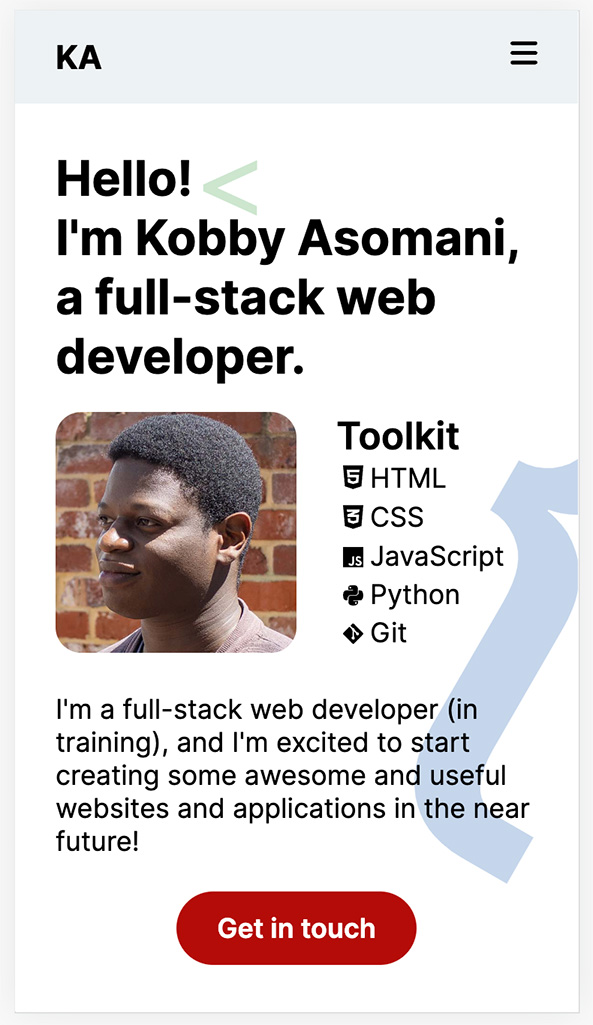 KA
Hello! <
I'm Kobby Asomani,
a full-stack web
developer.
Toolkit
HTML
CSS
JS JavaScript
Python
Git
I'm a full-stack web developer (in
training), and I'm excited to start
creating some awesome and useful
websites and applications in the near
future!
Get in touch